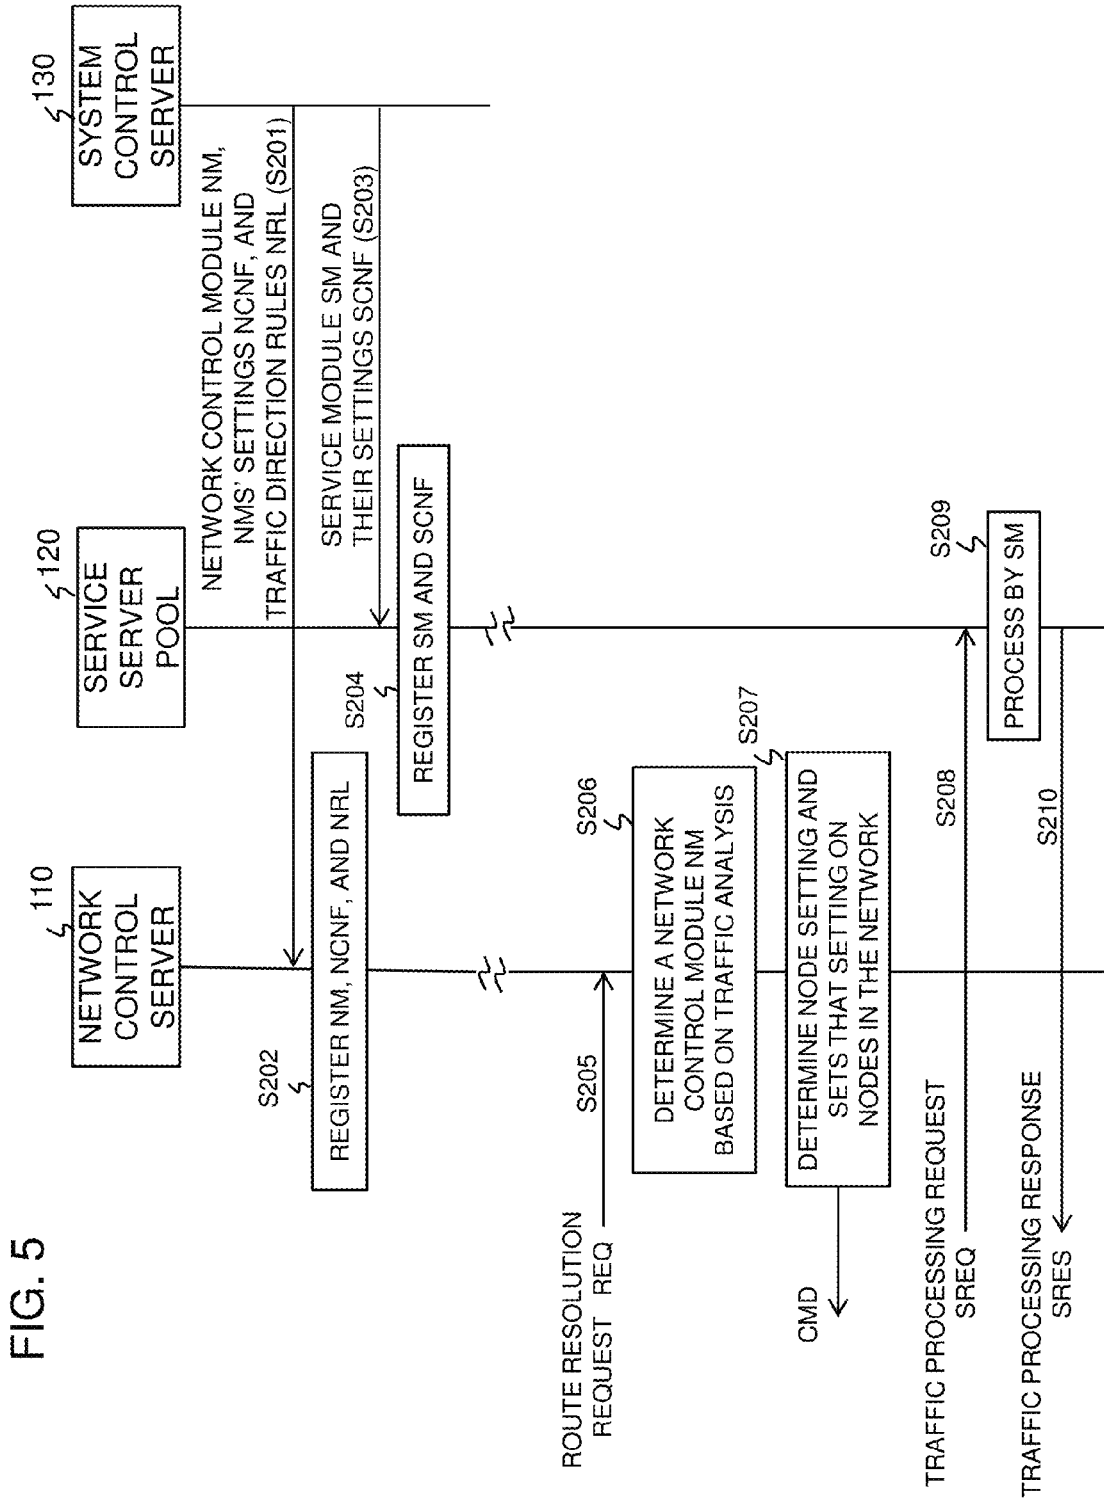 FIG. 5
110
NETWORK
CONTROL
SERVER
120
SERVICE
SERVER
POOL
130
SYSTEM
CONTROL
SERVER
NETWORK CONTROL MODULE NM,
NMS' SETTINGS NCNF, AND
TRAFFIC DIRECTION RULES NRL (S201)
S202
REGISTER NM, NCNF, AND NRL
SERVICE MODULE SM AND
THEIR SETTINGS SCNF (S203)
S204
REGISTER SM AND SCNF
ROUTE RESOLUTION
REQUEST REQ
S205
S206
DETERMINE A NETWORK
CONTROL MODULE NM
BASED ON TRAFFIC ANALYSIS
S207
DETERMINE NODE SETTING AND
SETS THAT SETTING ON
NODES IN THE NETWORK
CMD
TRAFFIC PROCESSING REQUEST
SREQ
S208
S209
PROCESS BY SM
TRAFFIC PROCESSING RESPONSE
SRES
S210